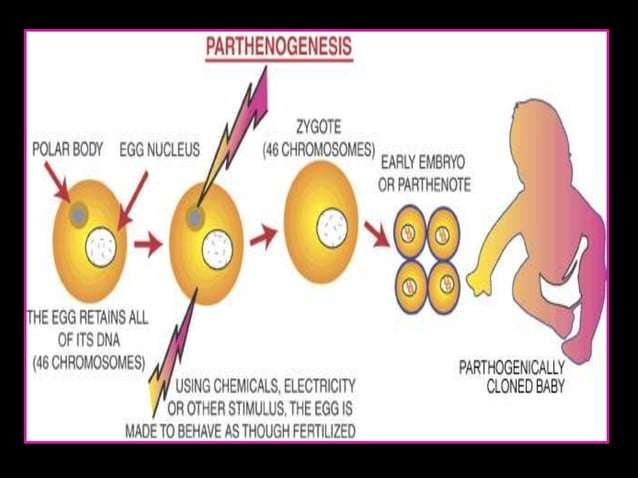 PARTHENOGENESIS
POLAR BODY
EGG NUCLEUS
ZYGOTE
(46 CHROMOSOMES)
EARLY EMBRYO
OR PARTHENOTE
THE EGG RETAINS ALL
OF ITS DNA
(46 CHROMOSOMES)
USING CHEMICALS, ELECTRICITY
OR OTHER STIMULUS, THE EGG IS
MADE TO BEHAVE AS THOUGH FERTILIZED
PARTHOGENICALLY
CLONED BABY